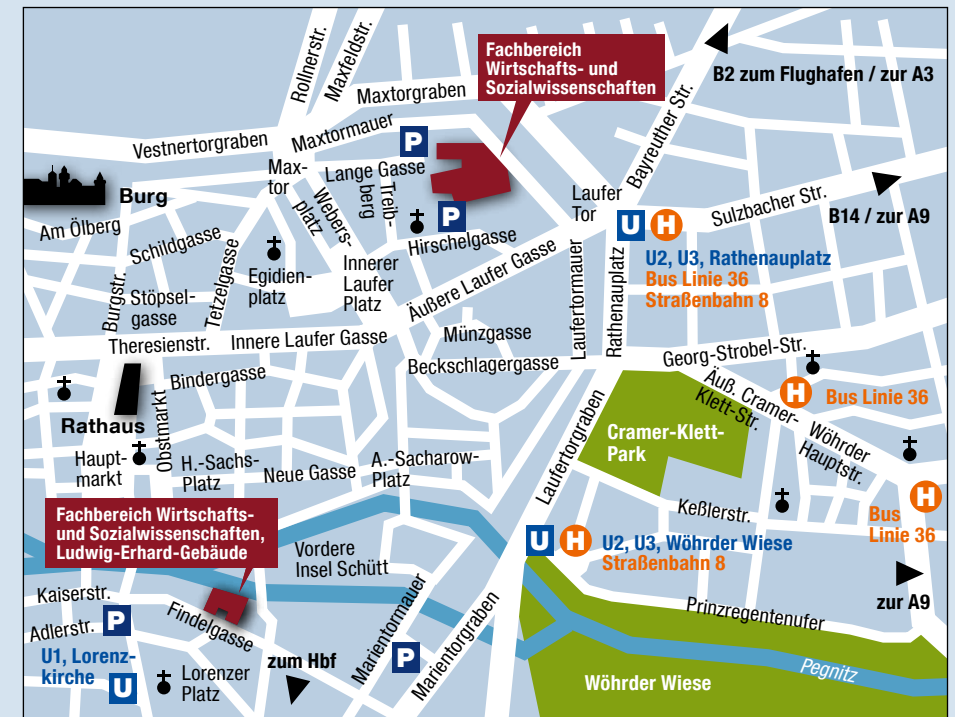 Rollnerstr.
Maxfeldstr.
Fachbereich
Wirtschafts- und
Sozialwissenschaften
B2 zum Flughafen / zur A3
Bayreuther Str.
Maxtorgraben
Maxtormauer
Vestnertorgraben
P
Lange Gasse
Max-
tor
Webers-
platz
Treib-
berg
P
Hirschelgasse
Laufer
Tor
Sulzbacher Str.
B14 / zur A9
Burg
Am Ölberg
Schildgasse
Tetzelgasse
Egidien-
platz
Innerer
Laufer
Platz
Äußere Laufer Gasse
Laufertormauer
Rathenauplatz
U H
U2, U3, Rathenauplatz
Bus Linie 36
Straßenbahn 8
Burgstr.
Stöpsel-
gasse
Theresienstr.
Innere Laufer Gasse
Münzgasse
Beckschlagergasse
Georg-Strobel-Str.
Bindergasse
Äuß. Cramer-
Klett-Str.
H
Bus Linie 36
Rathaus
Obstmarkt
Haupt-
markt
H.-Sachs-
Platz
Neue Gasse
A.-Sacharow-
Platz
Laufertorgraben
Cramer-Klett-
Park
Wöhrder
Hauptstr.
Keßlerstr.
H
Bus
Linie 36
Fachbereich Wirtschafts-
und Sozialwissenschaften,
Ludwig-Erhard-Gebäude
Vordere
Insel Schütt
U H
U2, U3, Wöhrder Wiese
Straßenbahn 8
zur A9
Kaiserstr.
Adlerstr.
P
Findelgasse
Marientormauer
Marientorgraben
Prinzregentenufer
U1, Lorenz-
kirche
U
Lorenzer
Platz
zum Hbf
P
Wöhrder Wiese
Pegnitz